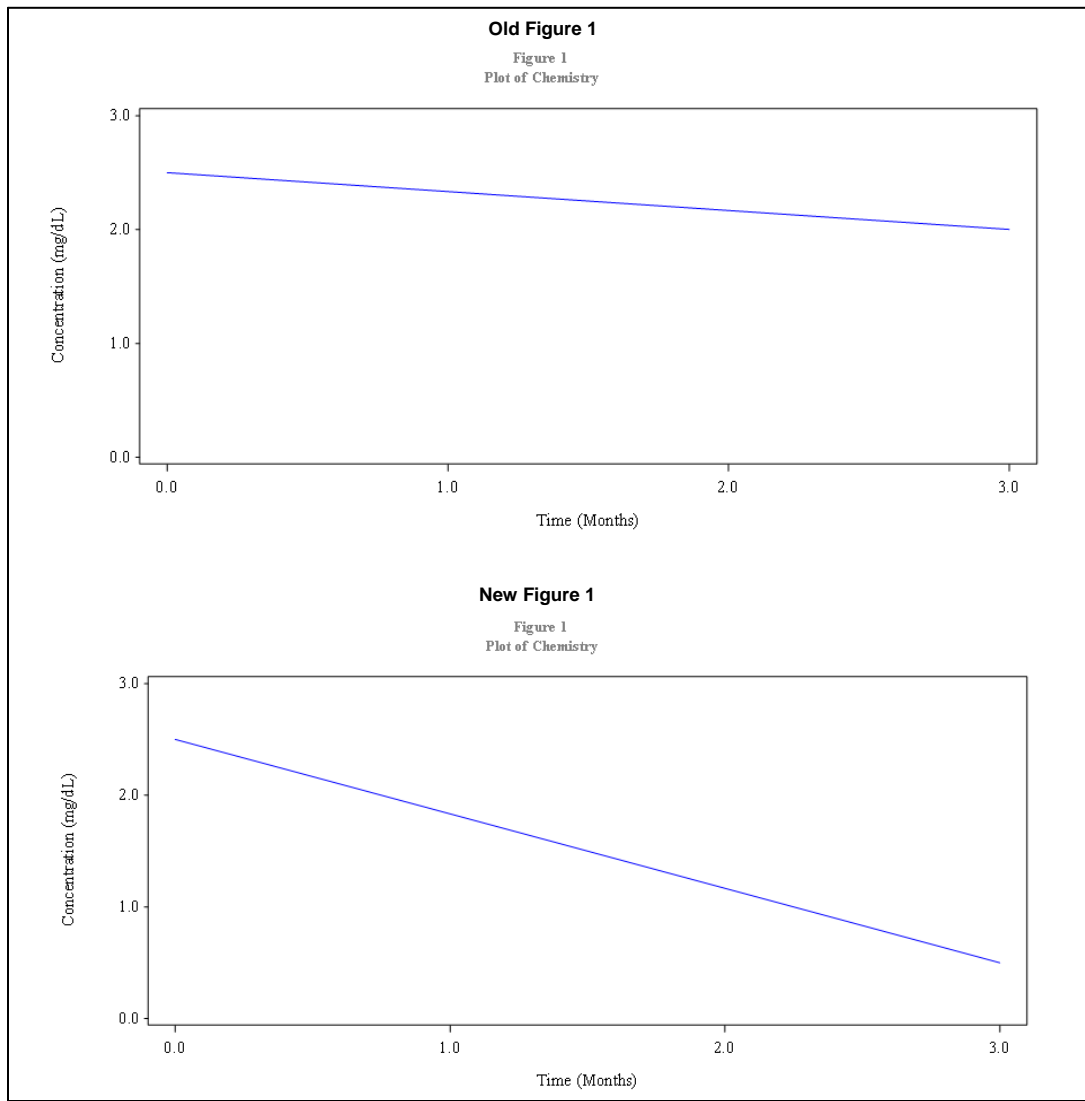 Old Figure 1
Figure 1
Plot of Chemistry
3.0
2.0
1.0
0.0
Concentration (mg/dL)
0.0 1.0 2.0 3.0
Time (Months)
New Figure 1
Figure 1
Plot of Chemistry
3.0
2.0
1.0
0.0
Concentration (mg/dL)
0.0 1.0 2.0 3.0
Time (Months)